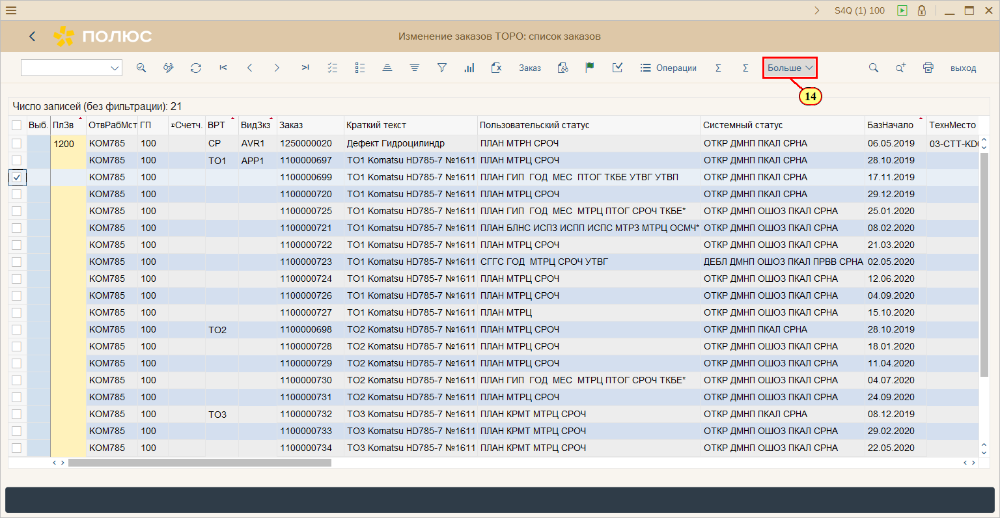 S4Q (1) 100
ПОЛЮС
Изменение заказов ТОРО: список заказов
Заказ Операции Σ Σ Больше выход
14
Число записей (без фильтрации): 21
Выб. ПлЗв ОтвРабМст ГП ¤Счетч. ВРТ ВидЗкз Заказ Краткий текст Пользовательский статус Системный статус БазНачало ТехнМесто
1200 KOM785 100 CP AVR1 1250000020 Дефект Гидроцилиндр ПЛАН МТРН СРОЧ ОТКР ДМНП ПКАЛ СРНА 06.05.2019 03-CTT-KD
KOM785 100 TO1 APP1 1100000697 TO1 Komatsu HD785-7 №1611 ПЛАН МТРЦ СРОЧ ОТКР ДМНП ПКАЛ СРНА 28.10.2019
KOM785 100 1100000699 TO1 Komatsu HD785-7 №1611 ПЛАН ГИП ГОД МЕС ПТОГ ТКБЕ УТВГ УТВП ОТКР ДМНП ПКАЛ СРНА 17.11.2019
KOM785 100 1100000720 TO1 Komatsu HD785-7 №1611 ПЛАН МТРЦ СРОЧ ОТКР ДМНП ПКАЛ СРНА 29.12.2019
KOM785 100 1100000725 TO1 Komatsu HD785-7 №1611 ПЛАН ГИП ГОД МЕС МТРЦ ПТОГ СРОЧ ТКБЕ* ОТКР ДМНП ОШОЗ ПКАЛ СРНА 25.01.2020
KOM785 100 1100000721 TO1 Komatsu HD785-7 №1611 ПЛАН БЛНС ИСПЗ ИСПП ИСПС МТРЗ МТРЦ ОСМЧ* ОТКР ДМНП ОШОЗ ПКАЛ СРНА 08.02.2020
KOM785 100 1100000722 TO1 Komatsu HD785-7 №1611 ПЛАН МТРЦ СРОЧ ОТКР ДМНП ОШОЗ ПКАЛ СРНА 21.03.2020
KOM785 100 1100000723 TO1 Komatsu HD785-7 №1611 СГГС ГОД МТРЦ СРОЧ УТВГ ДЕБЛ ДМНП ОШОЗ ПКАЛ ПРВВ СРНА 02.05.2020
KOM785 100 1100000724 TO1 Komatsu HD785-7 №1611 ПЛАН МТРЦ СРОЧ ОТКР ДМНП ОШОЗ ПКАЛ СРНА 12.06.2020
KOM785 100 1100000726 TO1 Komatsu HD785-7 №1611 ПЛАН МТРЦ СРОЧ ОТКР ДМНП ОШОЗ ПКАЛ СРНА 04.09.2020
KOM785 100 1100000727 TO1 Komatsu HD785-7 №1611 ПЛАН МТРЦ ОТКР ДМНП ОШОЗ ПКАЛ СРНА 15.10.2020
KOM785 100 TO2 1100000698 TO2 Komatsu HD785-7 №1611 ПЛАН МТРЦ СРОЧ ОТКР ДМНП ПКАЛ СРНА 28.10.2019
KOM785 100 1100000728 TO2 Komatsu HD785-7 №1611 ПЛАН МТРЦ СРОЧ ОТКР ДМНП ОШОЗ ПКАЛ СРНА 18.01.2020
KOM785 100 1100000729 TO2 Komatsu HD785-7 №1611 ПЛАН МТРЦ СРОЧ ОТКР ДМНП ОШОЗ ПКАЛ СРНА 11.04.2020
KOM785 100 1100000730 TO2 Komatsu HD785-7 №1611 ПЛАН ГИП ГОД МЕС МТРЦ ПТОГ СРОЧ ТКБЕ* ОТКР ДМНП ОШОЗ ПКАЛ СРНА 04.07.2020
KOM785 100 1100000731 TO2 Komatsu HD785-7 №1611 ПЛАН МТРЦ СРОЧ ОТКР ДМНП ОШОЗ ПКАЛ СРНА 24.09.2020
KOM785 100 TO3 1100000732 TO3 Komatsu HD785-7 №1611 ПЛАН КРМТ МТРЦ СРОЧ ОТКР ДМНП ПКАЛ СРНА 08.12.2019
KOM785 100 1100000733 TO3 Komatsu HD785-7 №1611 ПЛАН КРМТ МТРЦ СРОЧ ОТКР ДМНП ОШОЗ ПКАЛ СРНА 29.02.2020
KOM785 100 1100000734 TO3 Komatsu HD785-7 №1611 ПЛАН КРМТ МТРЦ СРОЧ ОТКР ДМНП ОШОЗ ПКАЛ СРНА 22.05.2020